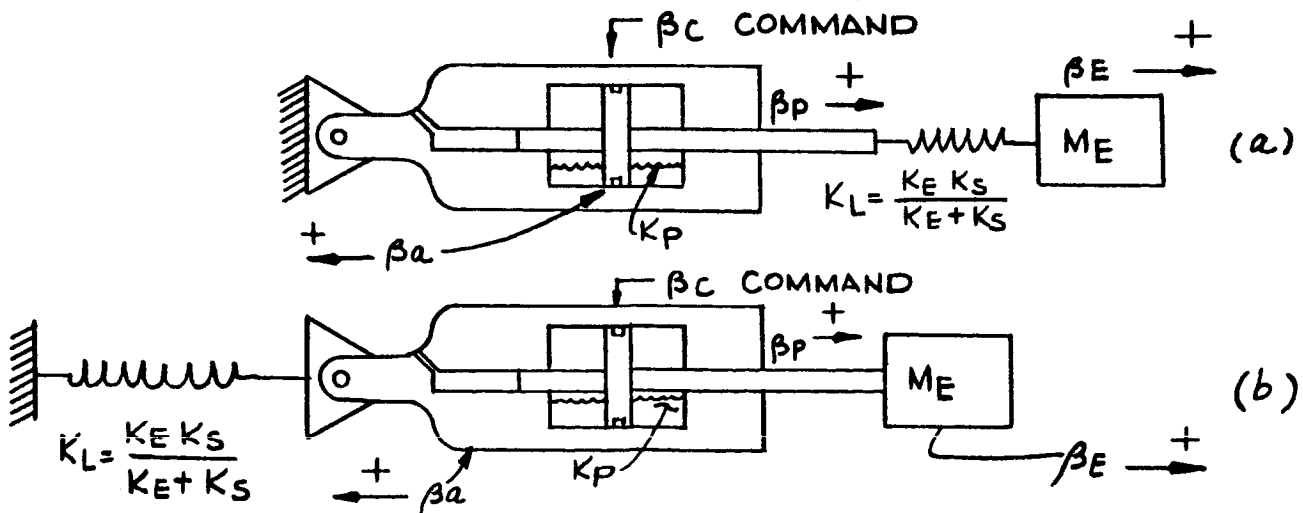 βC COMMAND
+
βE
+
βP
ME
(a)
KL = KE KS / KE + KS
KP
+
βa
βC COMMAND
+
βP
ME
(b)
KL = KE KS / KE + KS
KP
+
βa
+
βE